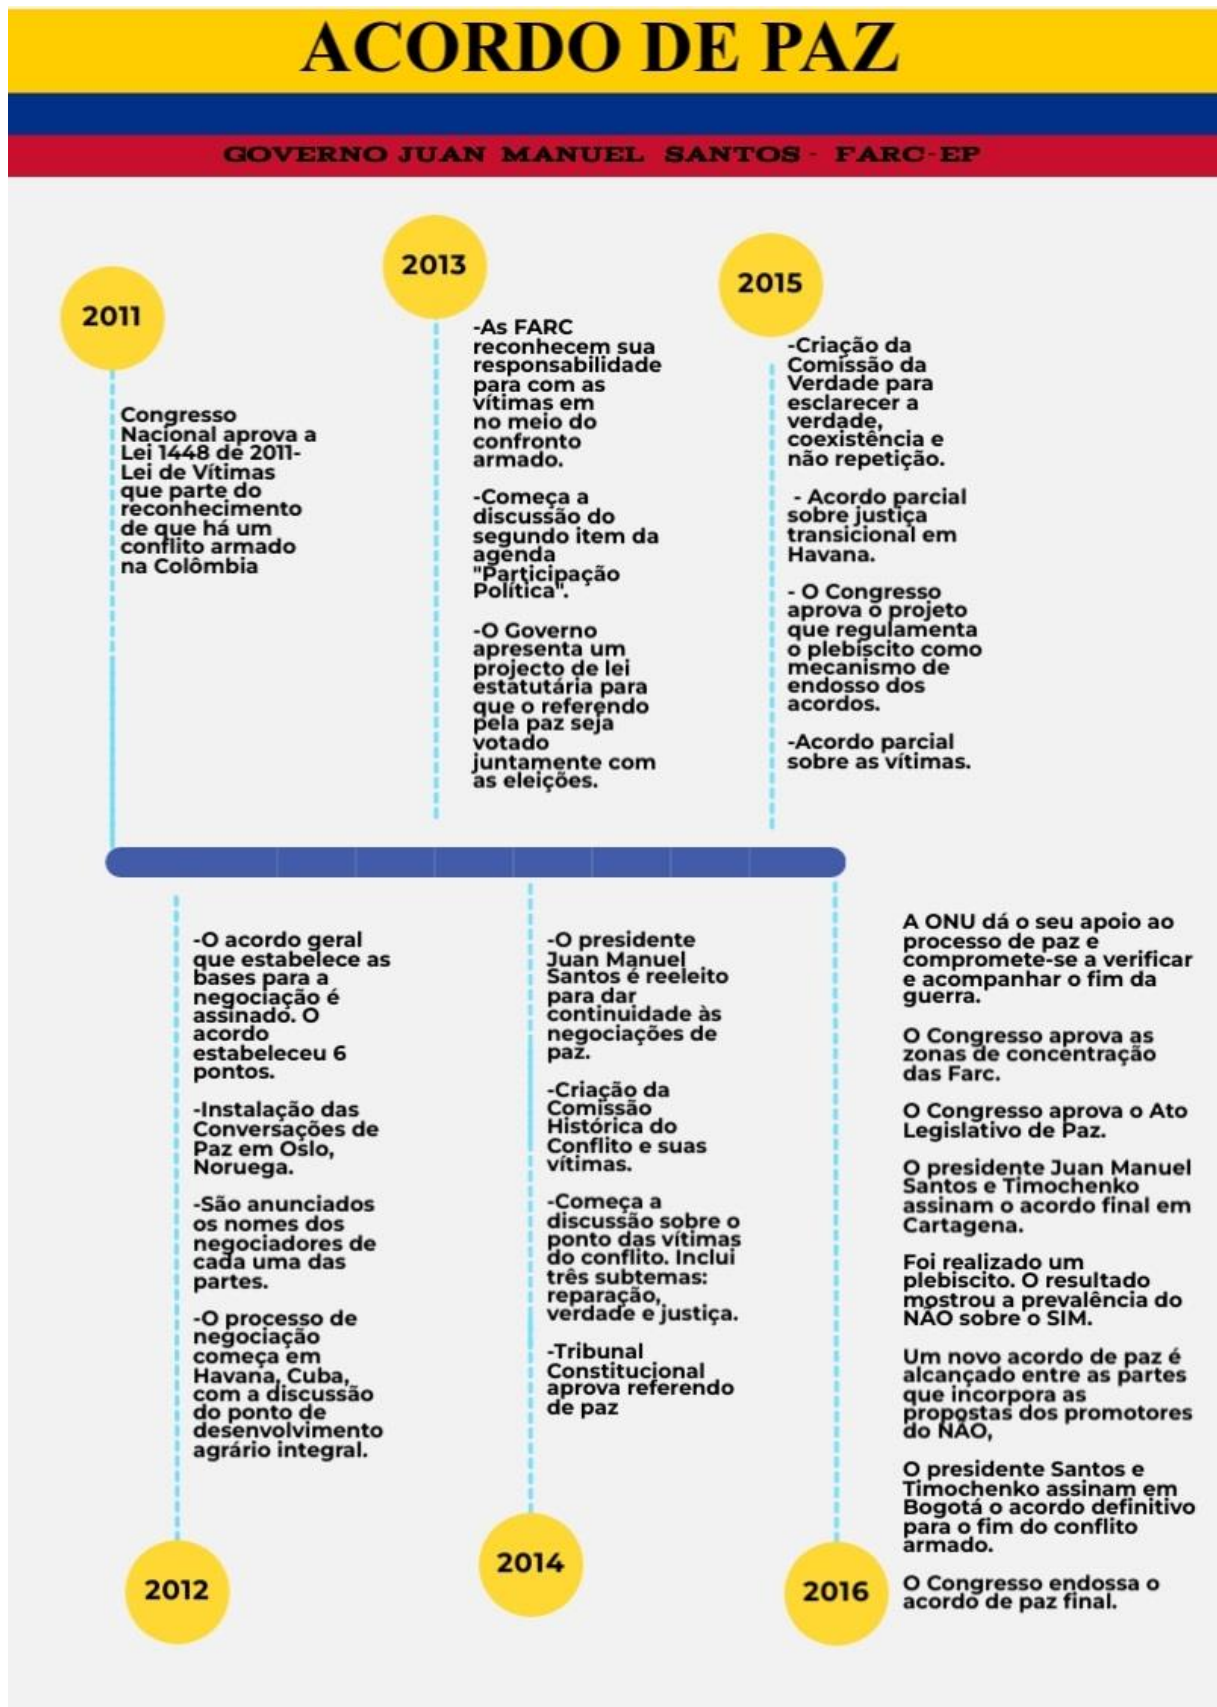 ACORDO DE PAZ
GOVERNO JUAN MANUEL SANTOS - FARC-EP
2011
Congresso
Nacional aprova a
Lei 1448 de 2011-
Lei de Vítimas
que parte do
reconhecimento
de que há um
conflito armado
na Colômbia
2013
-As FARC
reconhecem sua
responsabilidade
para com as
vítimas em
no meio do
confronto
armado.
-Começa a
discussão do
segundo item da
agenda
"Participação
Política".
-O Governo
apresenta um
projecto de lei
estatutária para
que o referendo
pela paz seja
votado
juntamente com
as eleições.
2015
-Criação da
Comissão da
Verdade para
esclarecer a
verdade,
coexistência e
não repetição.
- Acordo parcial
sobre justiça
transicional em
Havana.
- O Congresso
aprova o projeto
que regulamenta
o plebiscito como
mecanismo de
endosso dos
acordos.
-Acordo parcial
sobre as vítimas.
-O acordo geral
que estabelece as
bases para a
negociação é
assinado. O
acordo
estabeleceu 6
pontos.
-Instalação das
Conversações de
Paz em Oslo,
Noruega.
-São anunciados
os nomes dos
negociadores de
cada uma das
partes.
-O processo de
negociação
começa em
Havana, Cuba,
com a discussão
do ponto de
desenvolvimento
agrário integral.
2012
-O presidente
Juan Manuel
Santos é reeleito
para dar
continuidade às
negociações de
paz.
-Criação da
Comissão
Histórica do
Conflito e suas
vítimas.
-Começa a
discussão sobre o
ponto das vítimas
do conflito. Inclui
três subtemas:
reparação,
verdade e justiça.
-Tribunal
Constitucional
aprova referendo
de paz
2014
A ONU dá o seu apoio ao
processo de paz e
compromete-se a verificar
e acompanhar o fim da
guerra.
O Congresso aprova as
zonas de concentração
das Farc.
O Congresso aprova o Ato
Legislativo de Paz.
O presidente Juan Manuel
Santos e Timochenko
assinam o acordo final em
Cartagena.
Foi realizado um
plebiscito. O resultado
mostrou a prevalência do
NÃO sobre o SIM.
Um novo acordo de paz é
alcançado entre as partes
que incorpora as
propostas dos promotores
do NÃO,
O presidente Santos e
Timochenko assinam em
Bogotá o acordo definitivo
para o fim do conflito
armado.
O Congresso endossa o
acordo de paz final.
2016